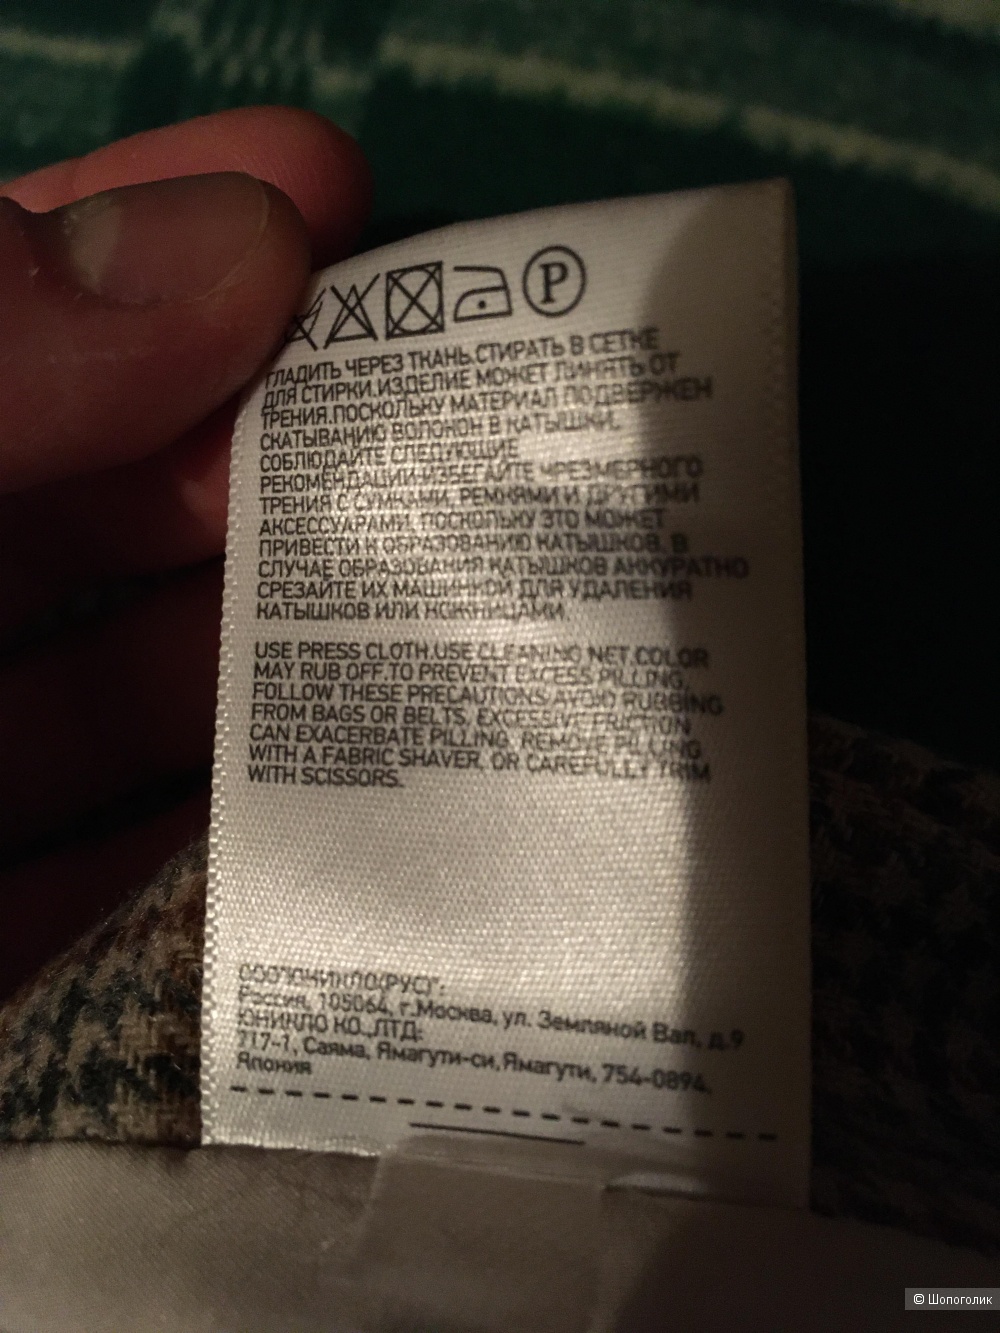 P
ГЛАДИТЬ ЧЕРЕЗ ТКАНЬ.СТИРАТЬ В СЕТКЕ
ДЛЯ СТИРКИ.ИЗДЕЛИЕ МОЖЕТ ЛИНЯТЬ ОТ
ТРЕНИЯ.ПОСКОЛЬКУ МАТЕРИАЛ ПОДВЕРЖЕН
СКАТЫВАНИЮ ВОЛОКОН В КАТЫШКИ,
СОБЛЮДАЙТЕ СЛЕДУЮЩИЕ
РЕКОМЕНДАЦИИ:ИЗБЕГАЙТЕ ЧРЕЗМЕРНОГО
ТРЕНИЯ С СУМКАМИ, РЕМНЯМИ И ДРУГИМИ
АКСЕССУАРАМИ, ПОСКОЛЬКУ ЭТО МОЖЕТ
ПРИВЕСТИ К ОБРАЗОВАНИЮ КАТЫШКОВ. В
СЛУЧАЕ ОБРАЗОВАНИЯ КАТЫШКОВ АККУРАТНО
СРЕЗАЙТЕ ИХ МАШИНКОЙ ДЛЯ УДАЛЕНИЯ
КАТЫШКОВ ИЛИ НОЖНИЦАМИ.
USE PRESS CLOTH.USE CLEANING NET.COLOR
MAY RUB OFF.TO PREVENT EXCESS PILLING,
FOLLOW THESE PRECAUTIONS:AVOID RUBBING
FROM BAGS OR BELTS. EXCESSIVE FRICTION
CAN EXACERBATE PILLING. REMOVE PILLING
WITH A FABRIC SHAVER, OR CAREFULLY TRIM
WITH SCISSORS.
ООО"ЮНИКЛО(РУС)":
Россия, 105064, г.Москва, ул. Земляной Вал, д.9
ЮНИКЛО КО.,ЛТД:
717-1, Саяма, Ямагути-си,Ямагути, 754-0894,
Япония
© Шопоголик